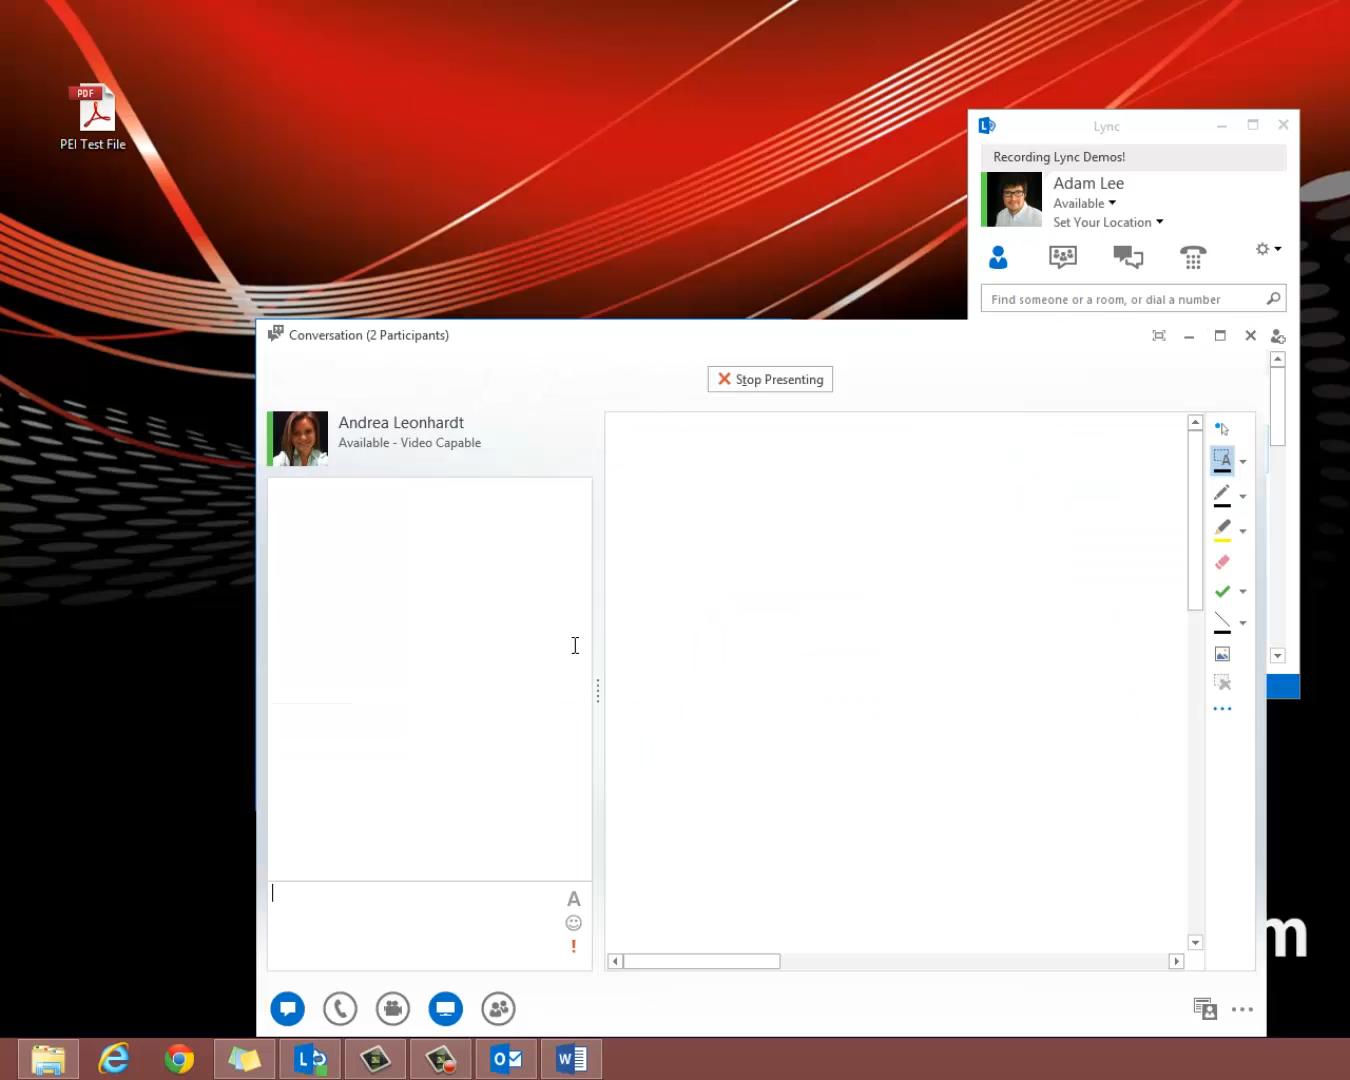 PDF
PEI Test File
Lync
Recording Lync Demos!
Adam Lee
Available
Set Your Location
Find someone or a room, or dial a number
Conversation (2 Participants)
Stop Presenting
Andrea Leonhardt
Available - Video Capable
A
A
!
m